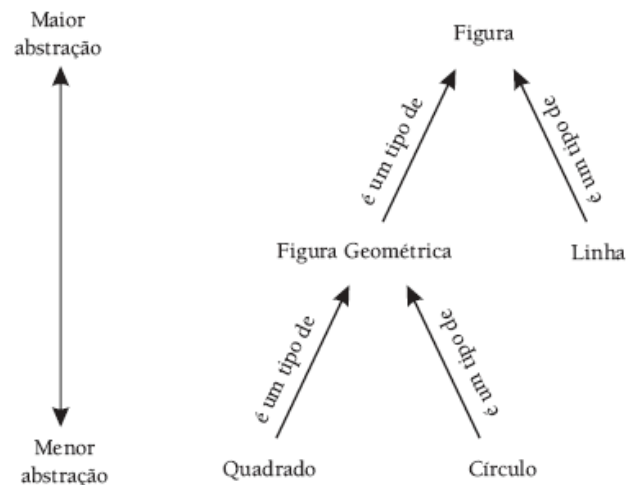 Maior
abstração
Figura
é um tipo de
é um tipo de
Figura Geométrica
Linha
é um tipo de
é um tipo de
Menor
abstração
Quadrado
Círculo